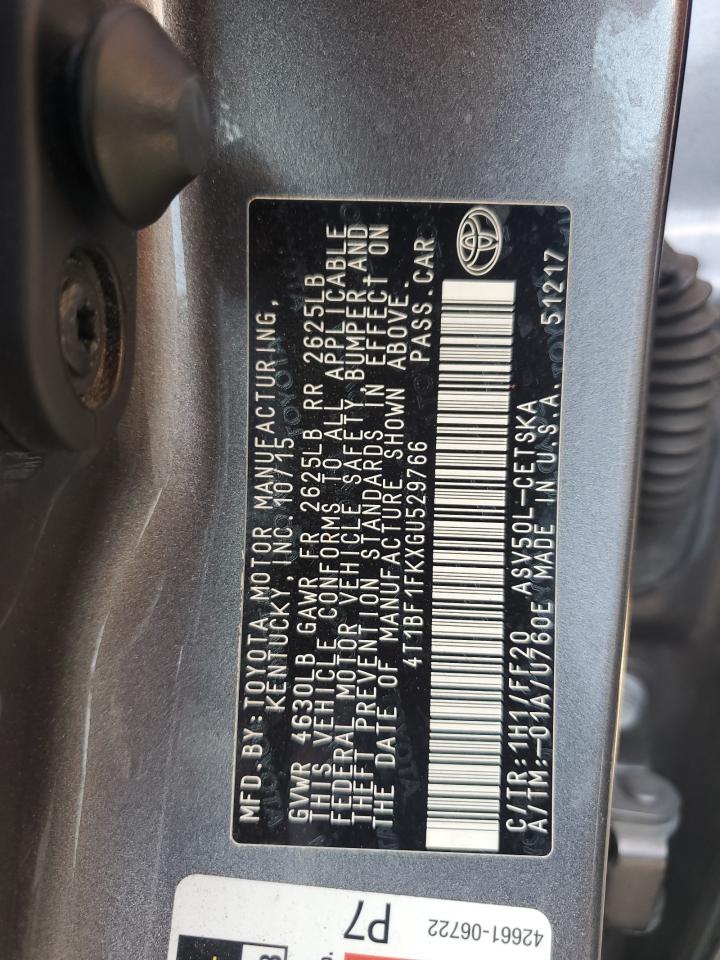 MFD.BY:TOYOTA MOTOR MANUFACTURING,
KENTUCKY, INC. 10/15
GVWR 4630LB GAWR FR 2625LB RR 2625LB
THIS VEHICLE CONFORMS TO ALL APPLICABLE
FEDERAL MOTOR VEHICLE SAFETY, BUMPER, AND
THEFT PREVENTION STANDARDS IN EFFECT ON
THE DATE OF MANUFACTURE SHOWN ABOVE.
4T1BF1FKXGU529766 PASS.CAR
C/TR:1H1/FF20 ASV50L-CETSKA
A/TM:-01A/U760E MADE IN U.S.A. 51217
P7
42661-06722